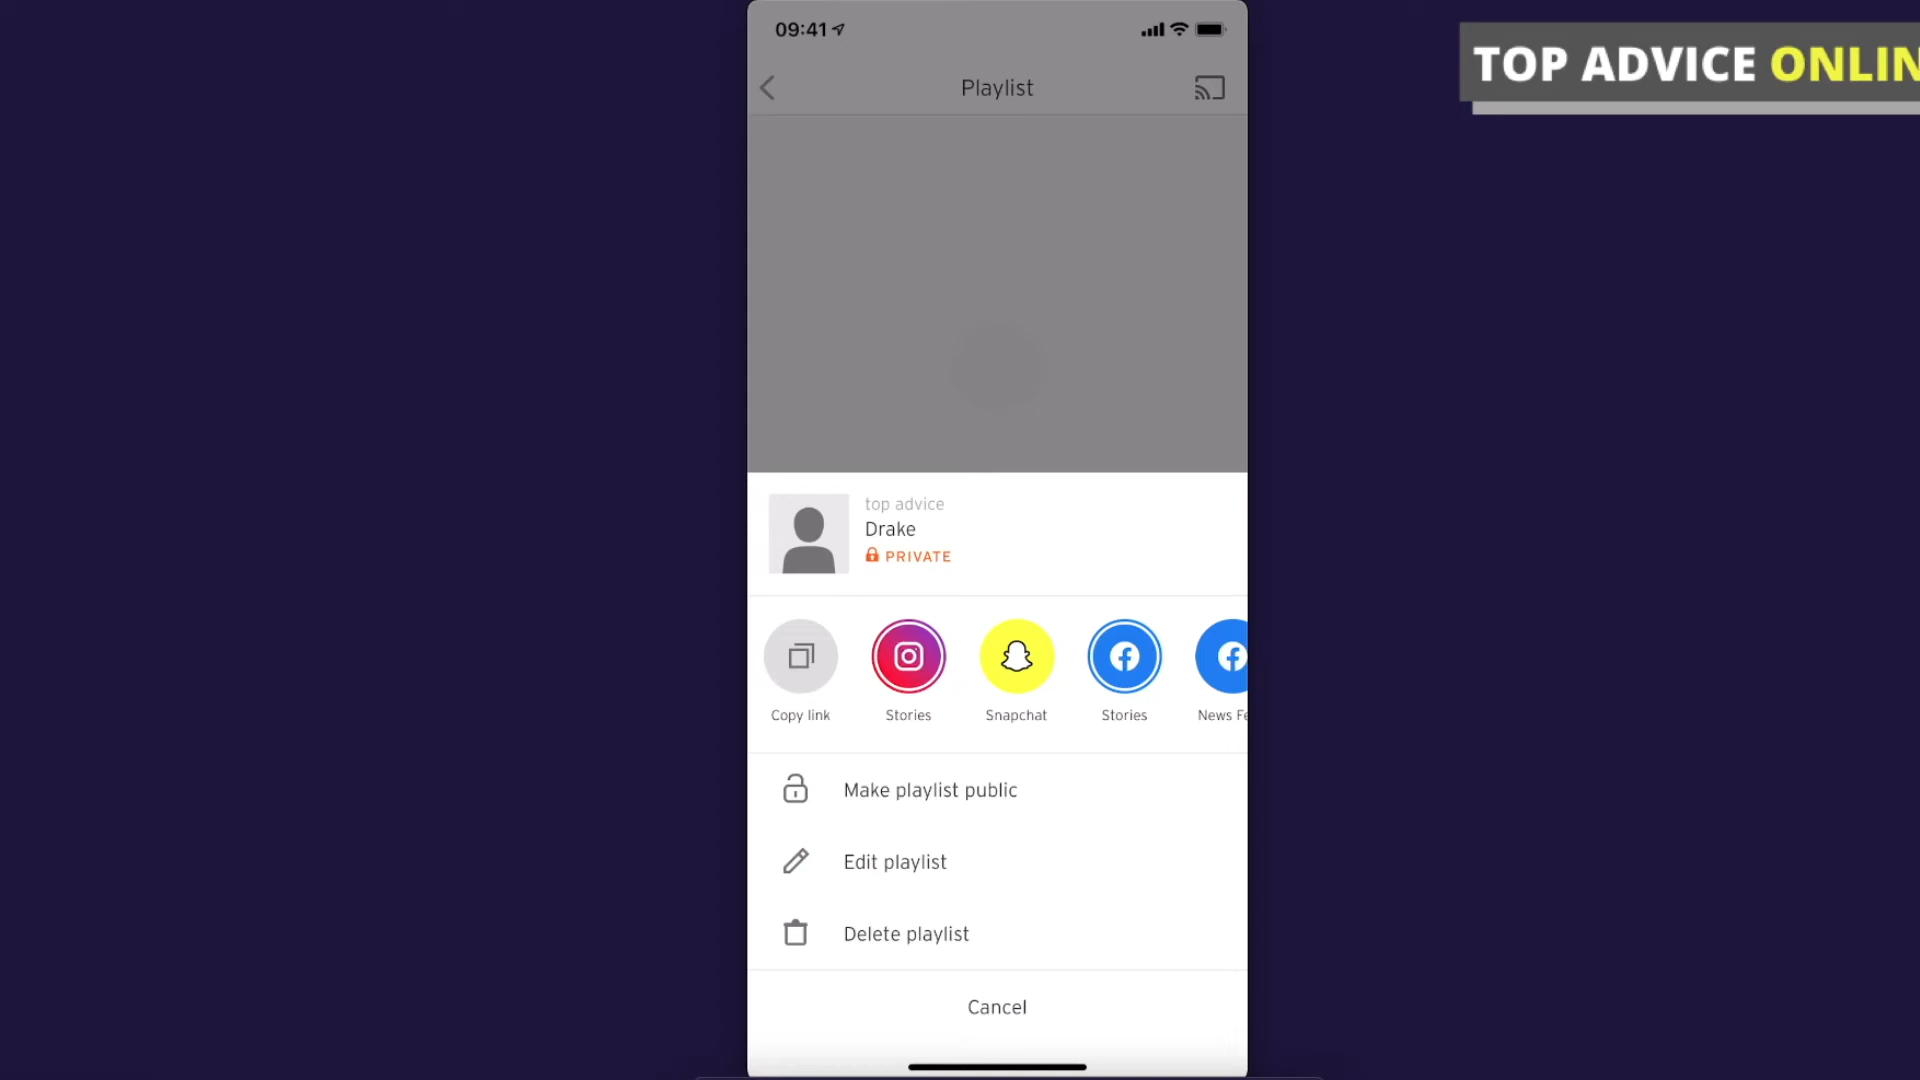 09:41
TOP ADVICE ONLIN
Playlist
top advice
Drake
PRIVATE
Copy link
Stories
Snapchat
Stories
News Fe
Make playlist public
Edit playlist
Delete playlist
Cancel